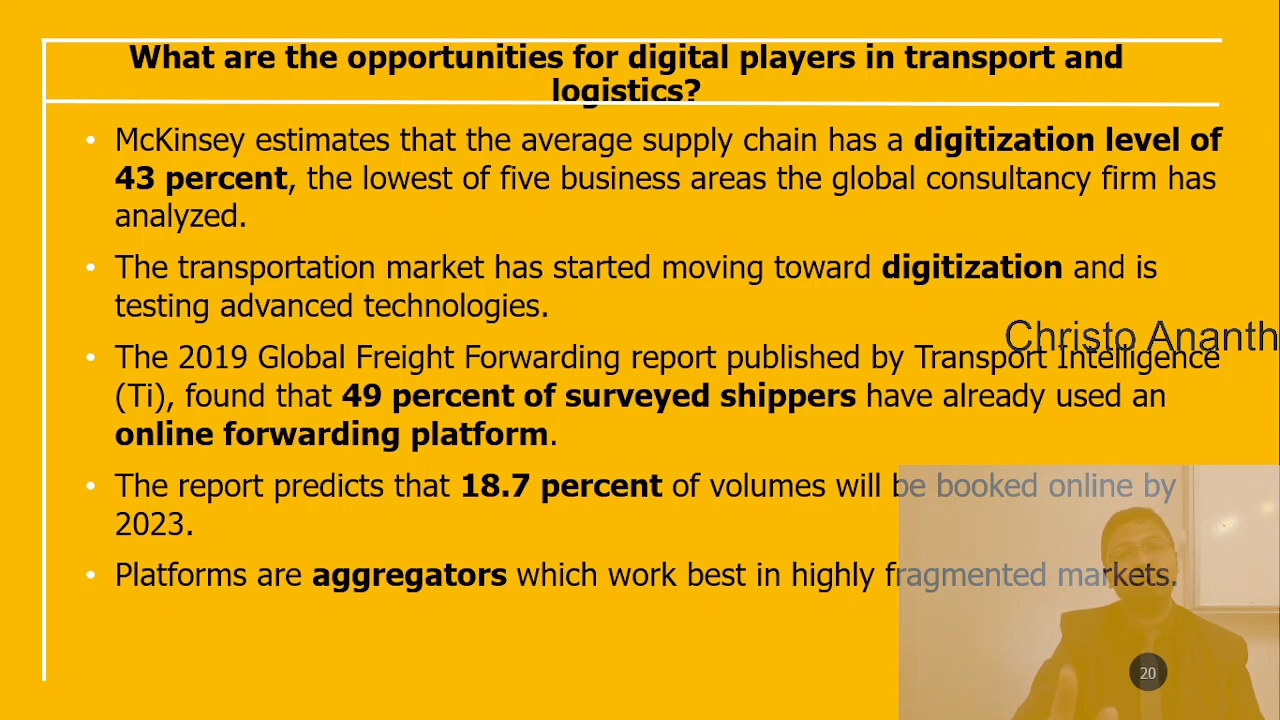 What are the opportunities for digital players in transport and
logistics?
• McKinsey estimates that the average supply chain has a digitization level of
43 percent, the lowest of five business areas the global consultancy firm has
analyzed.
• The transportation market has started moving toward digitization and is
testing advanced technologies.
Christo Ananth
• The 2019 Global Freight Forwarding report published by Transport Intelligence
(Ti), found that 49 percent of surveyed shippers have already used an
online forwarding platform.
• The report predicts that 18.7 percent of volumes will be booked online by
2023.
• Platforms are aggregators which work best in highly fragmented markets.
20